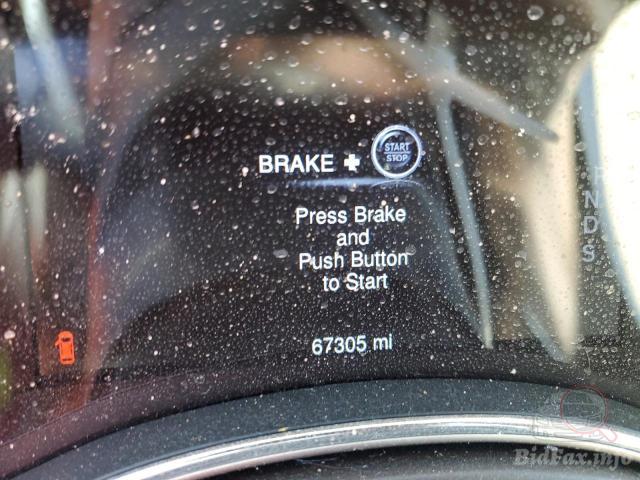 BRAKE + START
STOP
Press Brake
and
Push Button
to Start
67305 mi
P
N
D
S
BidFax.info